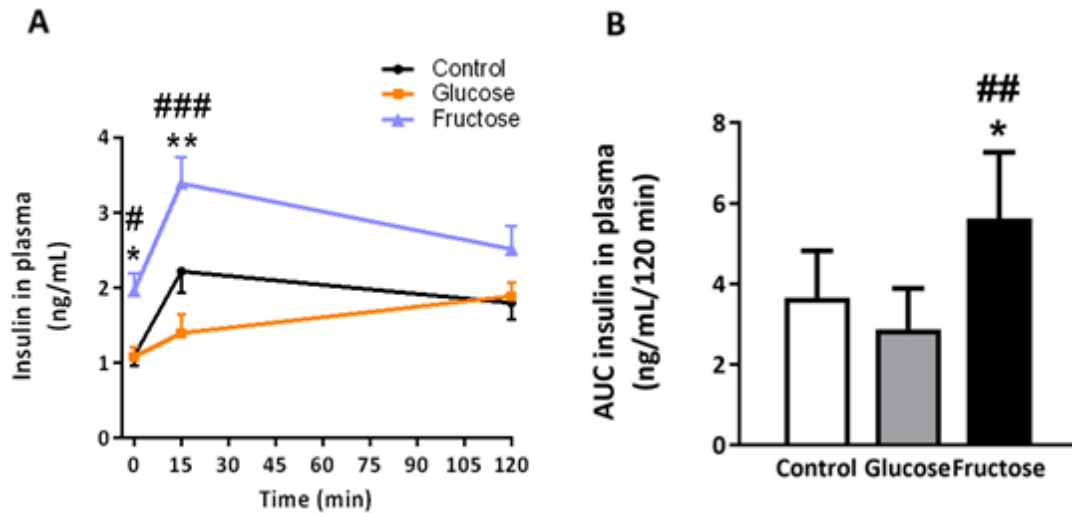 A
Control
Glucose
Fructose
###
**
#
*
Insulin in plasma
(ng/mL)
4
3
2
1
0
0 15 30 45 60 75 90 105 120
Time (min)
B
##
*
AUC insulin in plasma
(ng/mL/120 min)
8
6
4
2
0
Control Glucose Fructose